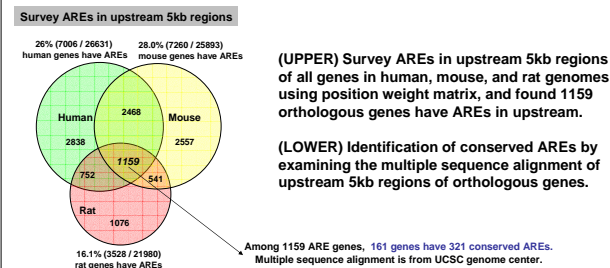 Survey AREs in upstream 5kb regions
26% (7006 / 26631)
human genes have AREs
28.0% (7260 / 25893)
mouse genes have AREs
Human
2838
2468
Mouse
2557
1159
752
541
Rat
1076
16.1% (3528 / 21980)
rat genes have AREs
(UPPER) Survey AREs in upstream 5kb regions
of all genes in human, mouse, and rat genomes
using position weight matrix, and found 1159
orthologous genes have AREs in upstream.
(LOWER) Identification of conserved AREs by
examining the multiple sequence alignment of
upstream 5kb regions of orthologous genes.
Among 1159 ARE genes, 161 genes have 321 conserved AREs.
Multiple sequence alignment is from UCSC genome center.